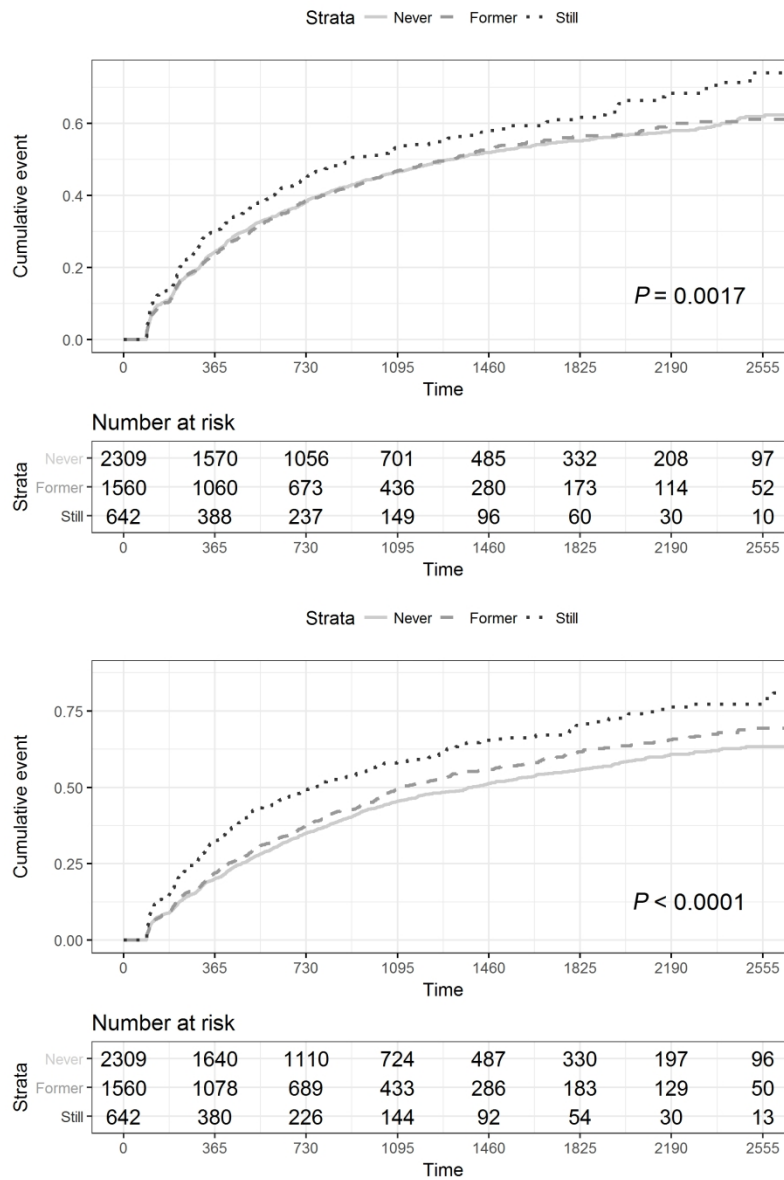 Strata Never Former Still
Cumulative event
0.6
0.4
0.2
0.0
P = 0.0017
0 365 730 1095 1460 1825 2190 2555
Time
Number at risk
Strata
Never 2309 1570 1056 701 485 332 208 97
Former 1560 1060 673 436 280 173 114 52
Still 642 388 237 149 96 60 30 10
0 365 730 1095 1460 1825 2190 2555
Time
Strata Never Former Still
Cumulative event
0.75
0.50
0.25
0.00
P < 0.0001
0 365 730 1095 1460 1825 2190 2555
Time
Number at risk
Strata
Never 2309 1640 1110 724 487 330 197 96
Former 1560 1078 689 433 286 183 129 50
Still 642 380 226 144 92 54 30 13
0 365 730 1095 1460 1825 2190 2555
Time